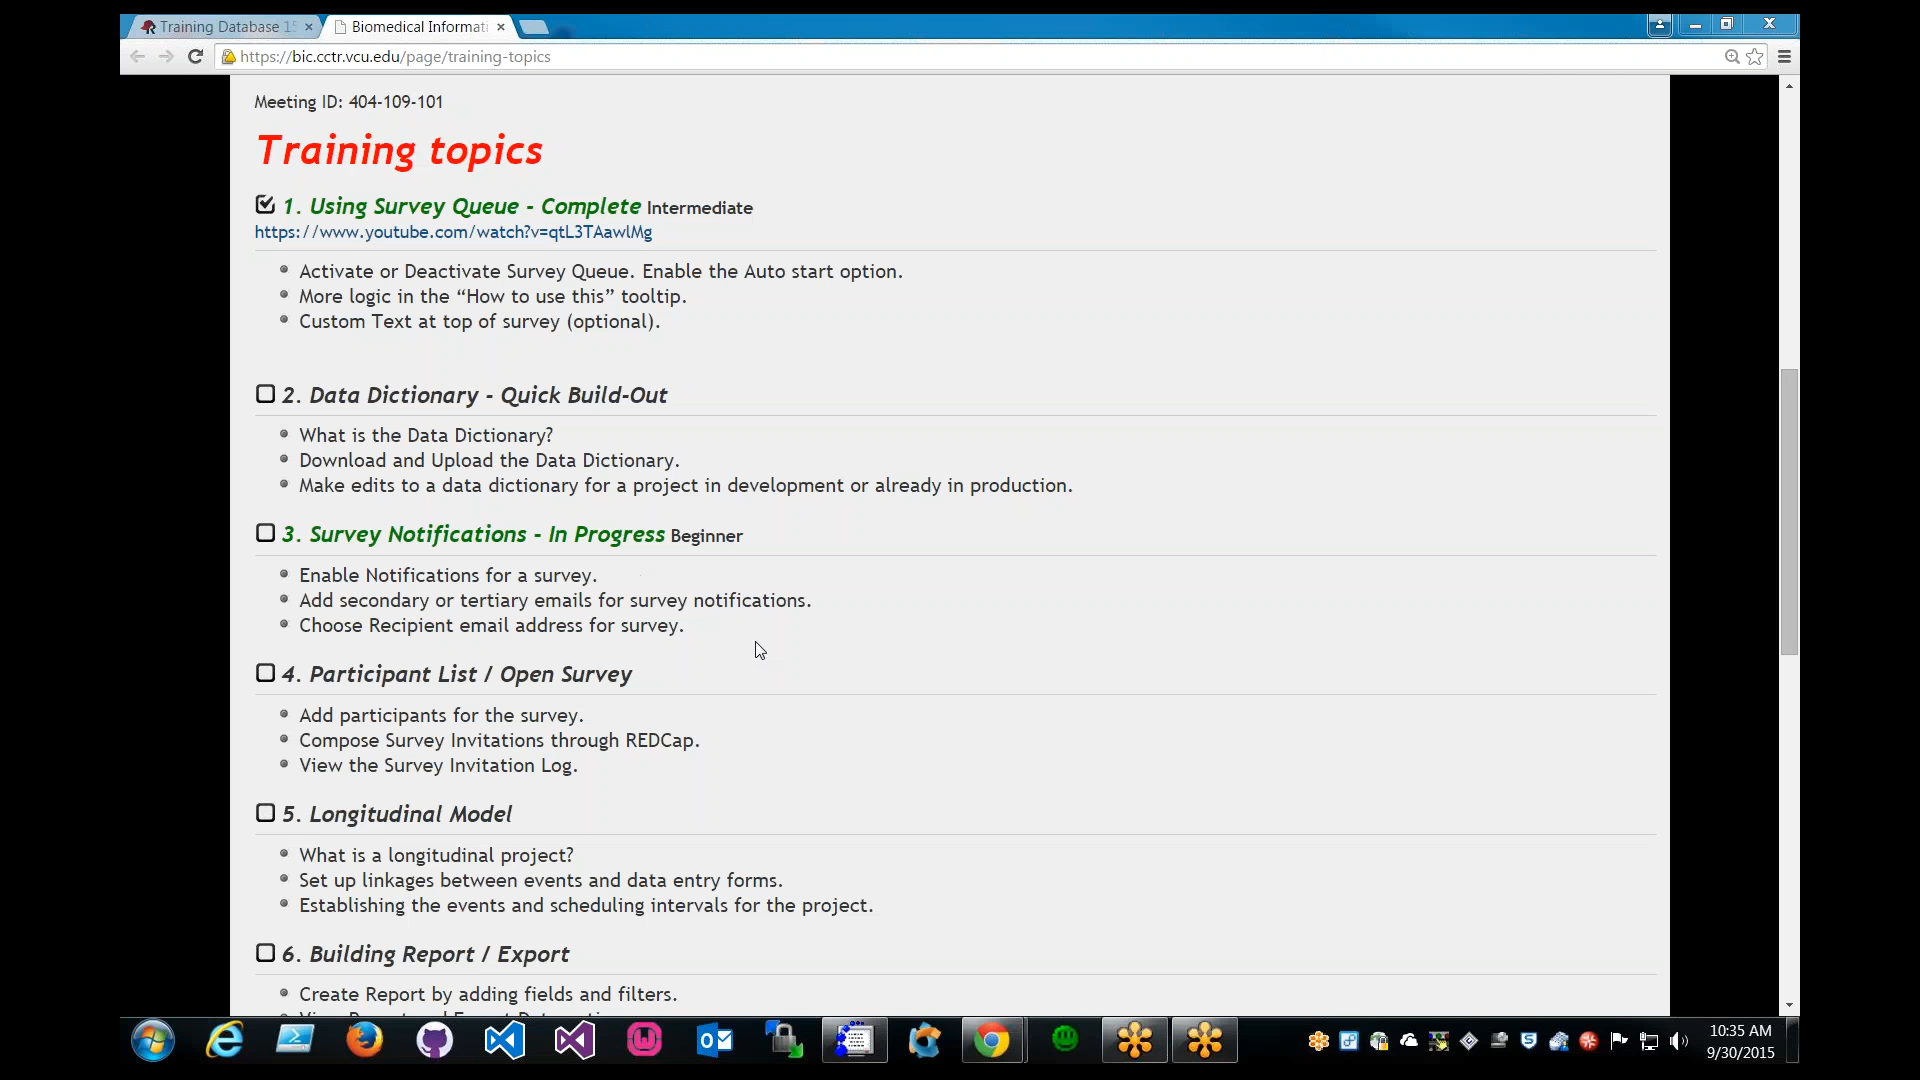 Training Database 15
Biomedical Informati
https://bic.cctr.vcu.edu/page/training-topics
Meeting ID: 404-109-101
Training topics
1. Using Survey Queue - Complete Intermediate
https://www.youtube.com/watch?v=qtL3TAawlMg
Activate or Deactivate Survey Queue. Enable the Auto start option.
More logic in the “How to use this” tooltip.
Custom Text at top of survey (optional).
2. Data Dictionary - Quick Build-Out
What is the Data Dictionary?
Download and Upload the Data Dictionary.
Make edits to a data dictionary for a project in development or already in production.
3. Survey Notifications - In Progress Beginner
Enable Notifications for a survey.
Add secondary or tertiary emails for survey notifications.
Choose Recipient email address for survey.
4. Participant List / Open Survey
Add participants for the survey.
Compose Survey Invitations through REDCap.
View the Survey Invitation Log.
5. Longitudinal Model
What is a longitudinal project?
Set up linkages between events and data entry forms.
Establishing the events and scheduling intervals for the project.
6. Building Report / Export
Create Report by adding fields and filters.
10:35 AM
9/30/2015